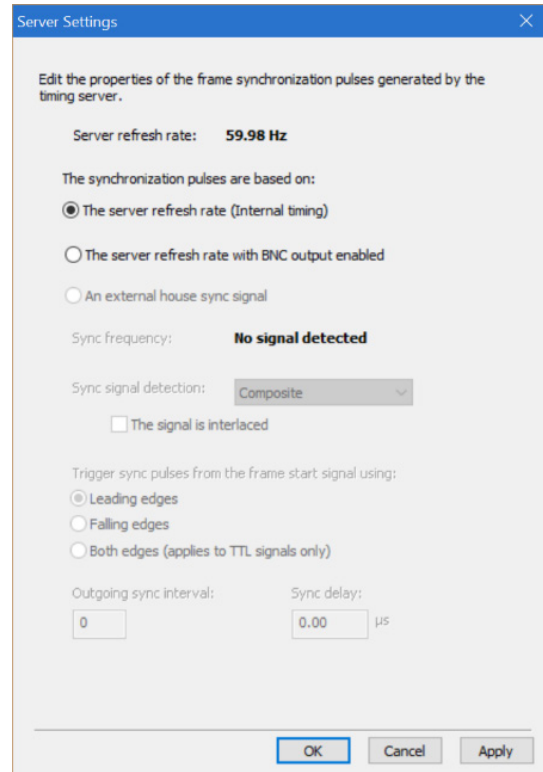 Server Settings
Edit the properties of the frame synchronization pulses generated by the
timing server.
Server refresh rate: 59.98 Hz
The synchronization pulses are based on:
The server refresh rate (Internal timing)
The server refresh rate with BNC output enabled
An external house sync signal
Sync frequency: No signal detected
Sync signal detection: Composite
The signal is interlaced
Trigger sync pulses from the frame start signal using:
Leading edges
Falling edges
Both edges (applies to TTL signals only)
Outgoing sync interval: Sync delay:
0 0.00 µs
OK Cancel Apply